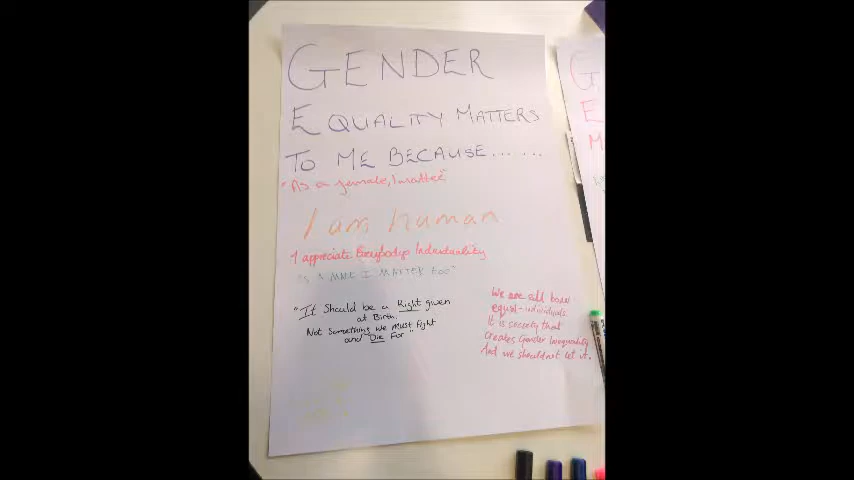 GENDER
EQUALITY MATTERS
TO ME BECAUSE......
"As a female, I matter"
I am human
I appreciate Everybodys Individuality
"AS A MALE I MATTER too"
"It Should be a Right given
at Birth.
Not Something we must fight
and Die For"
We are all born
equal-individuals.
It is society that
Creates Gender Inequality
And we should not let it.
G
E
M